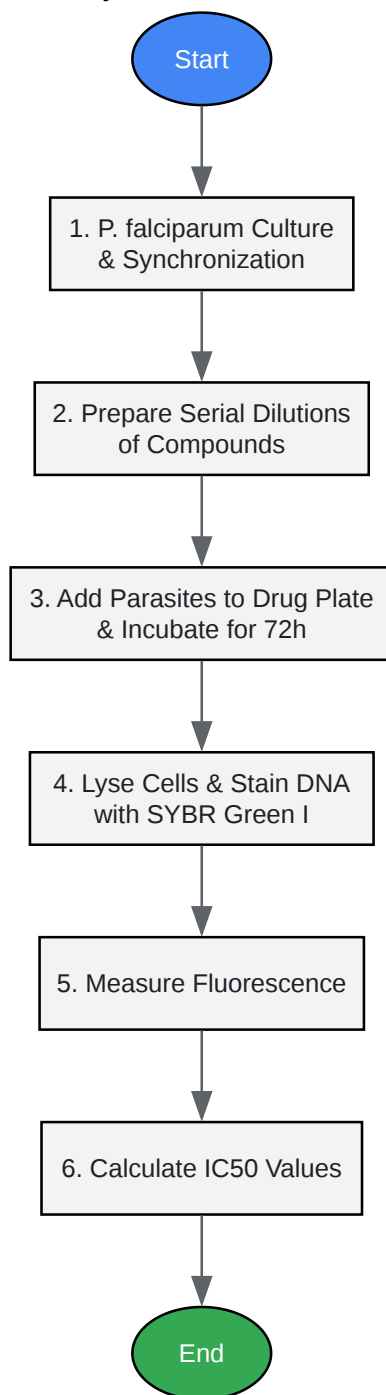 Start
1. P. falciparum Culture
& Synchronization
2. Prepare Serial Dilutions
of Compounds
3. Add Parasites to Drug Plate
& Incubate for 72h
4. Lyse Cells & Stain DNA
with SYBR Green I
5. Measure Fluorescence
6. Calculate IC50 Values
End